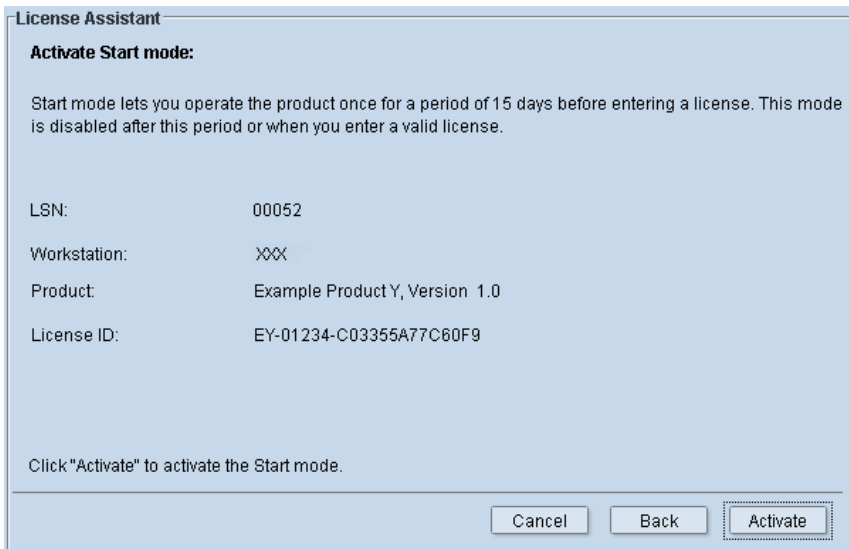 License Assistant
Activate Start mode:
Start mode lets you operate the product once for a period of 15 days before entering a license. This mode
is disabled after this period or when you enter a valid license.
LSN: 00052
Workstation: XXX
Product: Example Product Y, Version 1.0
License ID: EY-01234-C03355A77C60F9
Click "Activate" to activate the Start mode.
Cancel Back Activate